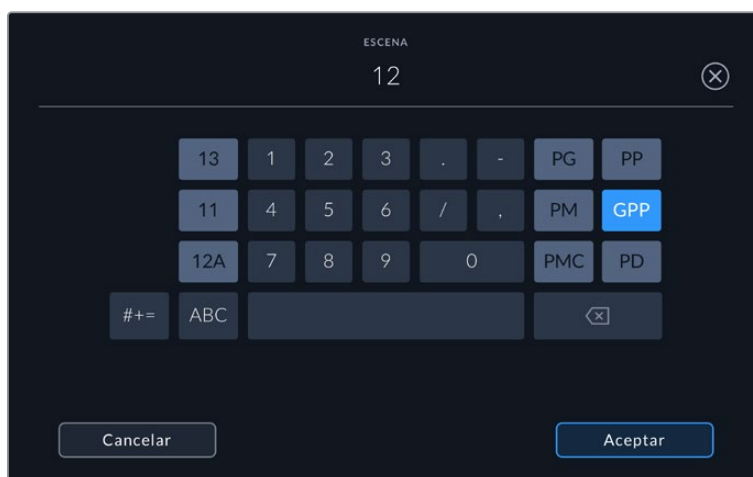 ESCENA
12
13 1 2 3 . - PG PP
11 4 5 6 / , PM GPP
12A 7 8 9 0 PMC PD
#+= ABC
Cancelar Aceptar